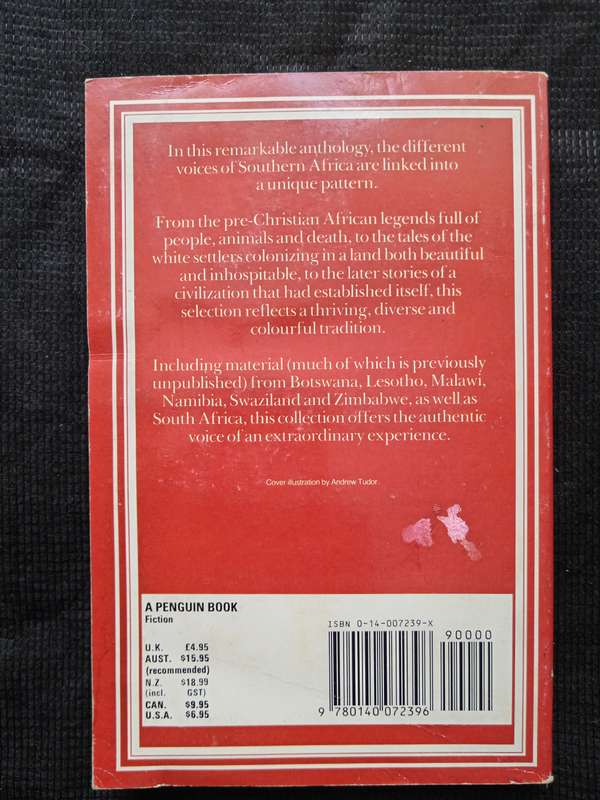 In this remarkable anthology, the different
voices of Southern Africa are linked into
a unique pattern.
From the pre-Christian African legends full of
people, animals and death, to the tales of the
white settlers colonizing in a land both beautiful
and inhospitable, to the later stories of a
civilization that had established itself, this
selection reflects a thriving, diverse and
colourful tradition.
Including material (much of which is previously
unpublished) from Botswana, Lesotho, Malawi,
Namibia, Swaziland and Zimbabwe, as well as
South Africa, this collection offers the authentic
voice of an extraordinary experience.
Cover illustration by Andrew Tudor
A PENGUIN BOOK
Fiction
U.K. £4.95
AUST. $15.95
(recommended)
N.Z. $18.99
(incl. GST)
CAN. $9.95
U.S.A. $6.95
ISBN 0-14-007239-X
90000
9 780140 072396